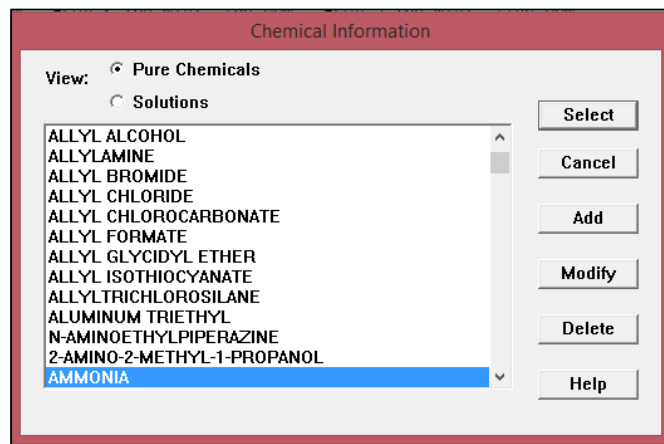 Chemical Information
View:
Pure Chemicals
Solutions
ALLYL ALCOHOL
ALLYLAMINE
ALLYL BROMIDE
ALLYL CHLORIDE
ALLYL CHLOROCARBONATE
ALLYL FORMATE
ALLYL GLYCIDYL ETHER
ALLYL ISOTHIOCYANATE
ALLYLTRICHLOROSILANE
ALUMINUM TRIETHYL
N-AMINOETHYLPIPERAZINE
2-AMINO-2-METHYL-1-PROPANOL
AMMONIA
Select
Cancel
Add
Modify
Delete
Help